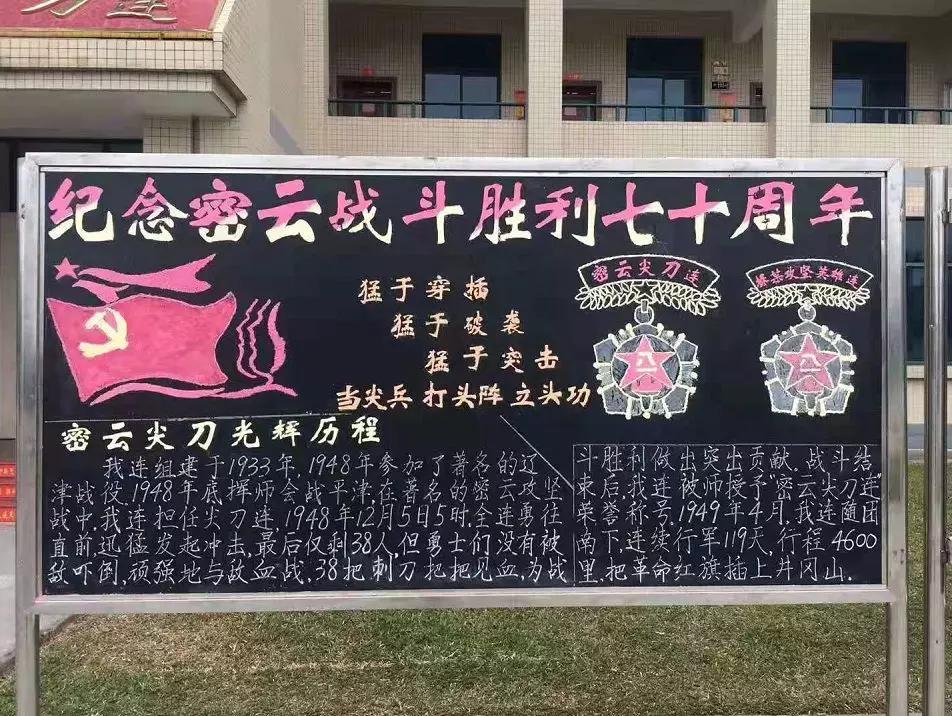 纪念密云战斗胜利七十周年
猛于穿插
猛于破袭
猛于突击
当尖兵 打头阵 立头功
密云尖刀连
攻坚英雄连
密云尖刀光辉历程
我连组建于1933年,1948年参加了著名的辽
津战役,1948年底挥师会战平津,在著名的密云攻坚
战中,我连担任尖刀连,1948年12月5日5时,全连勇往
直前迅猛发起冲击,最后仅剩38人,但勇士们没有被
敌吓倒,顽强地与敌血战,38把刺刀把把见血,为战
斗胜利做出突出贡献,战斗结
束后,我连被师授予"密云尖刀连"
荣誉称号,1949年4月,我连随团
南下,连续行军119天,行程4600
里,把革命红旗插上井冈山.